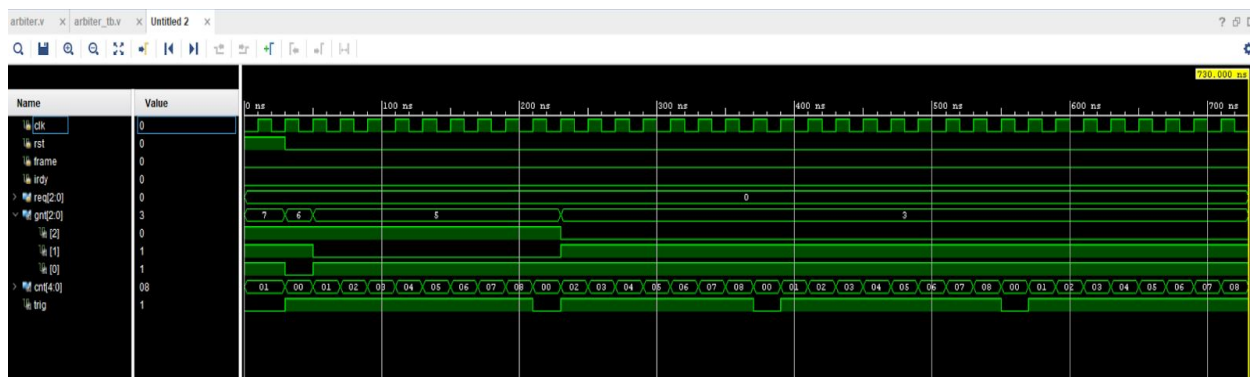 arbiter.v × arbiter_tb.v × Untitled 2 ×
730.000 ns
Name Value 0 ns 100 ns 200 ns 300 ns 400 ns 500 ns 600 ns 700 ns
clk 0
rst 0
frame 0
irdy 0
req[2:0] 0 0
gnt[2:0] 3 7 6 5 3
[2] 0
[1] 1
[0] 1
cnt[4:0] 08 01 00 01 02 03 04 05 06 07 08 00 02 03 04 05 06 07 08 00 01 02 03 04 05 06 07 08 00 01 02 03 04 05 06 07 08
trig 1